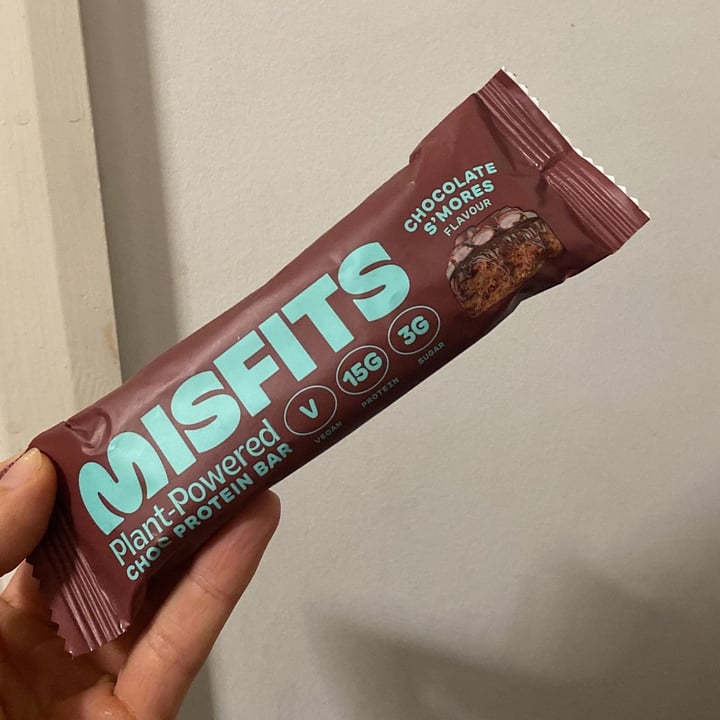 CHOCOLATE
S'MORES
FLAVOUR
MISFITS
V
VEGAN
15G
PROTEIN
3G
SUGAR
Plant-Powered
CHOC PROTEIN BAR